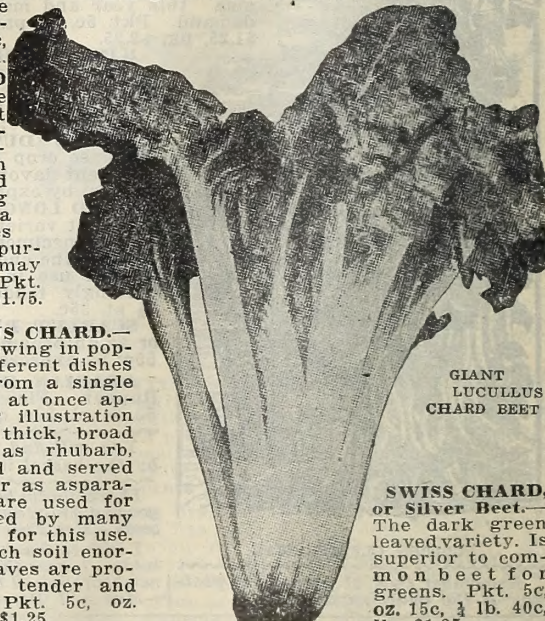 e
pur-
may
Pkt.
1.75.
S CHARD.—
wing in pop-
fferent dishes
rom a single
at once ap-
illustration
thick, broad
as rhubarb,
d and served
r as aspara-
are used for
ed by many
for this use.
ch soil enor-
aves are pro-
tender and
Pkt. 5c, oz.
$1.25
GIANT
LUCULLUS
CHARD BEET
SWISS CHARD,
or Silver Beet.—
The dark green
leaved variety. Is
superior to com-
mon beet for
greens. Pkt. 5c,
oz. 15c, ¼ lb. 40c,